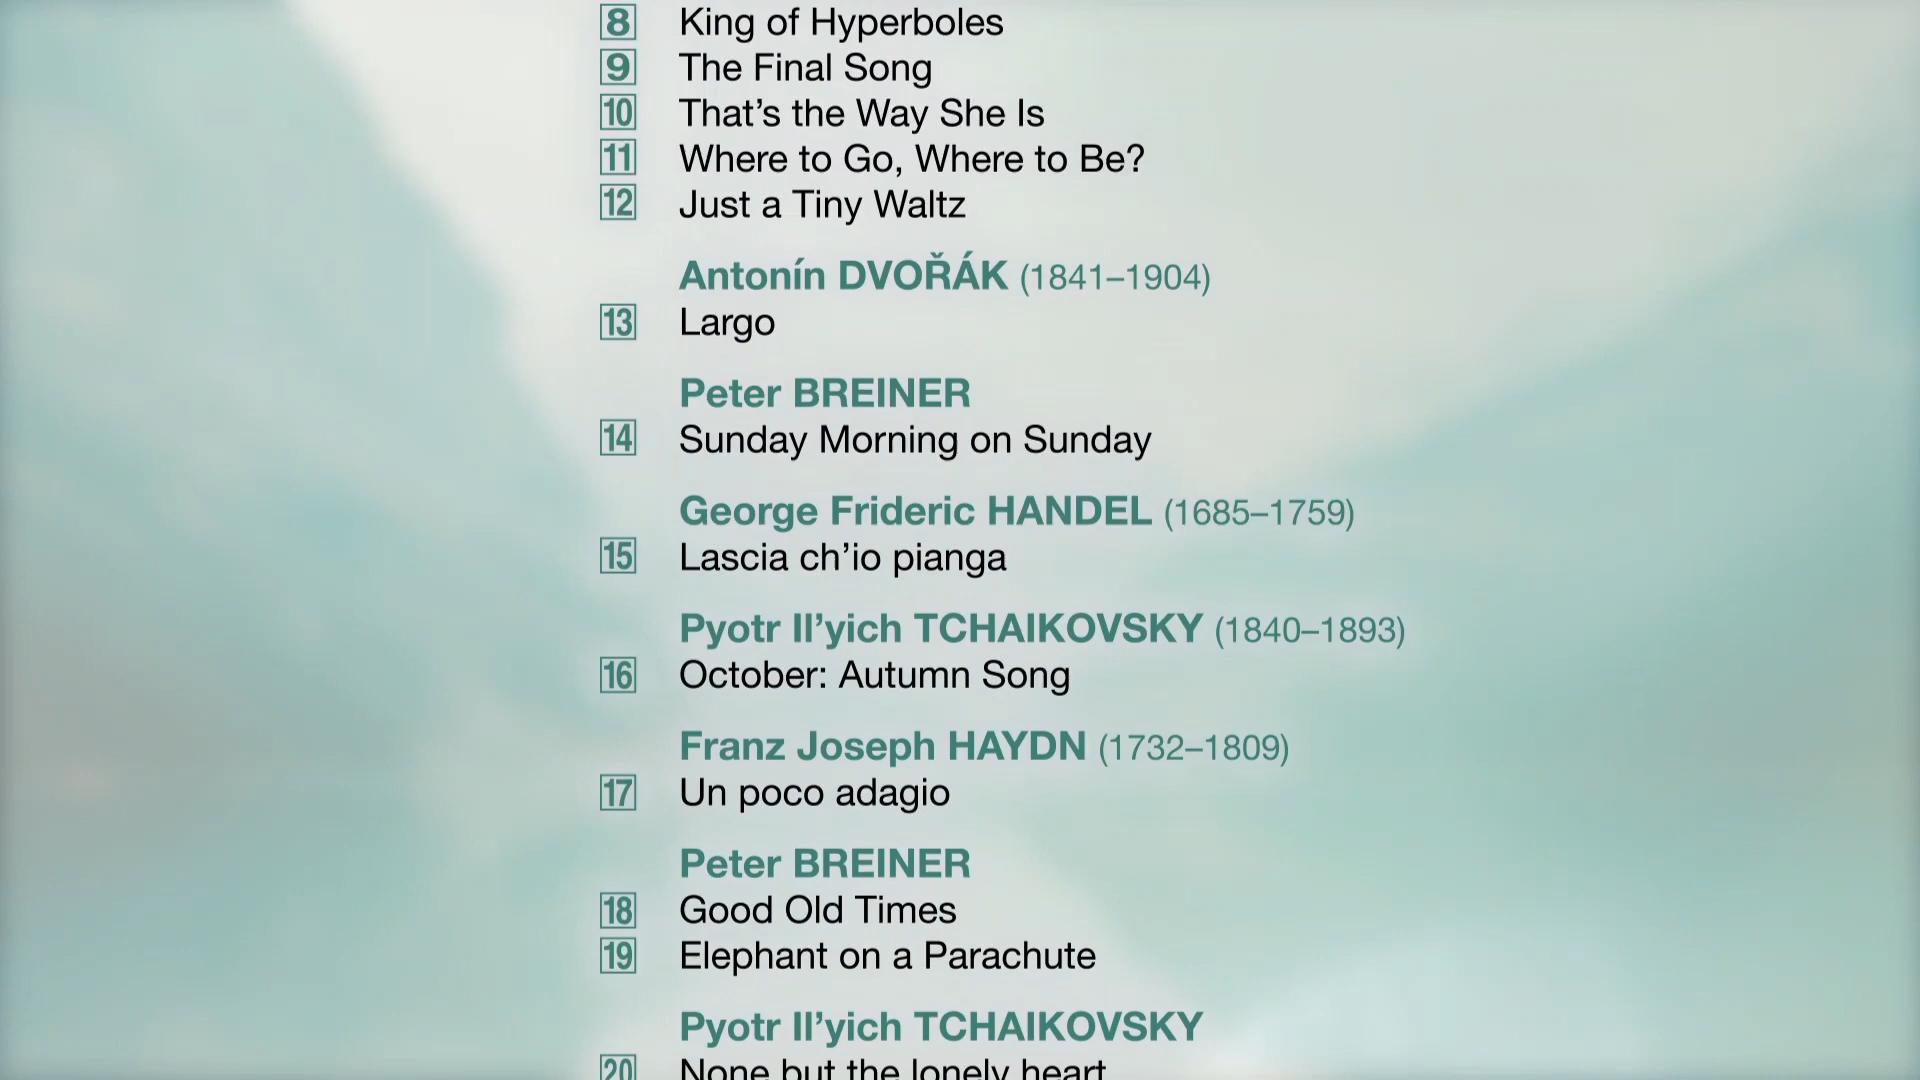 8 King of Hyperboles
9 The Final Song
10 That’s the Way She Is
11 Where to Go, Where to Be?
12 Just a Tiny Waltz
Antonín DVOŘÁK (1841–1904)
13 Largo
Peter BREINER
14 Sunday Morning on Sunday
George Frideric HANDEL (1685–1759)
15 Lascia ch’io pianga
Pyotr Il’yich TCHAIKOVSKY (1840–1893)
16 October: Autumn Song
Franz Joseph HAYDN (1732–1809)
17 Un poco adagio
Peter BREINER
18 Good Old Times
19 Elephant on a Parachute
Pyotr Il’yich TCHAIKOVSKY
20 None but the lonely heart